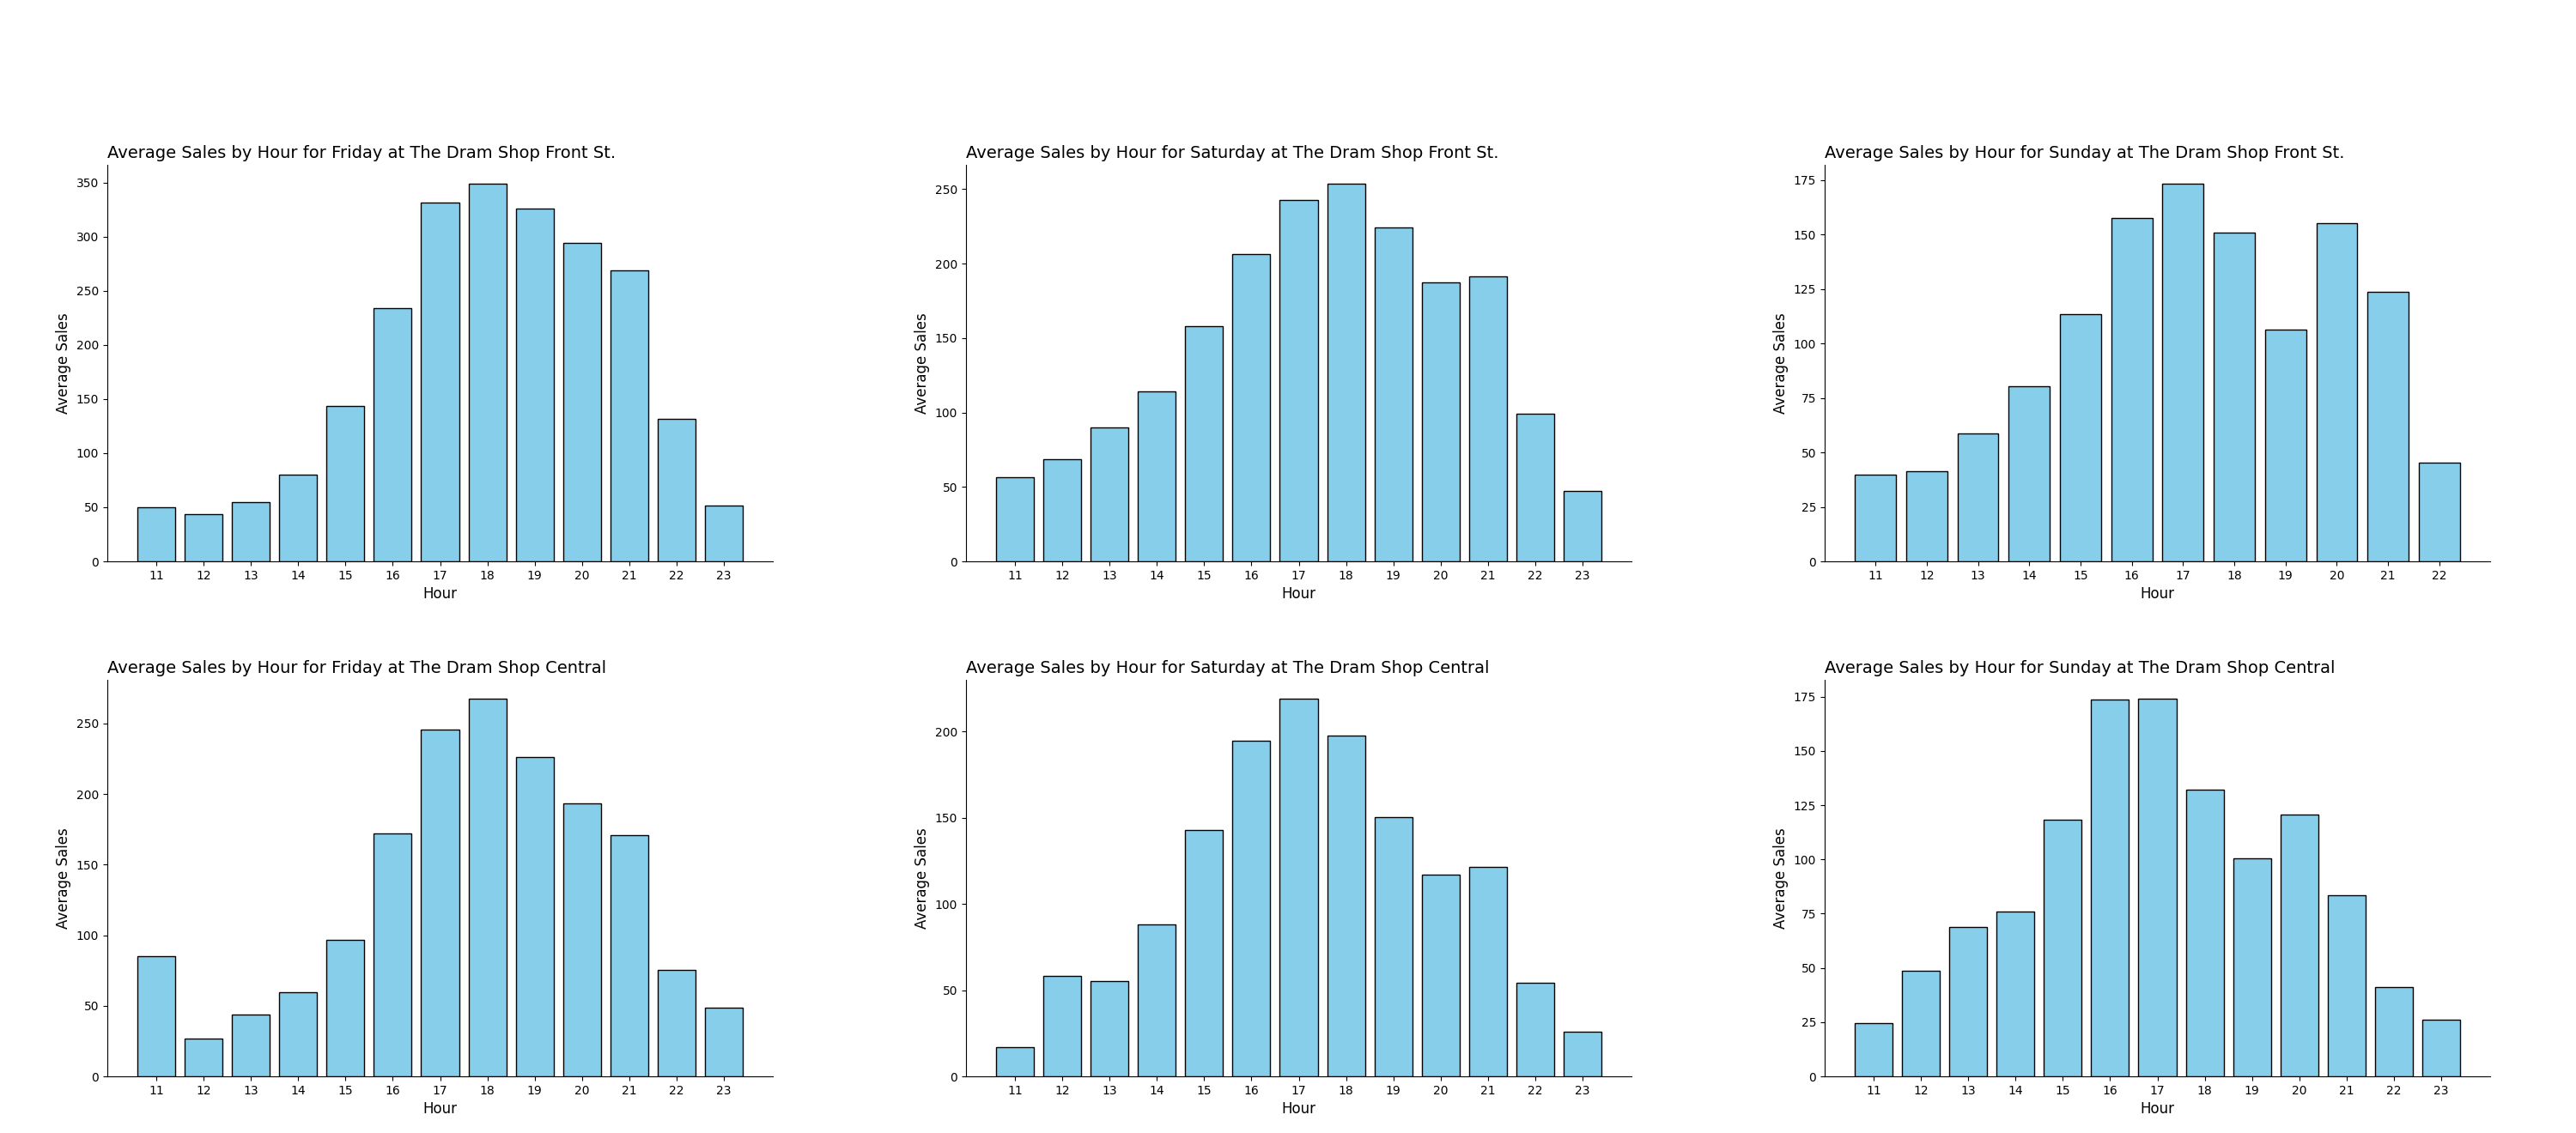 Average Sales by Hour for Friday at The Dram Shop Front St.
350
300
250
200
150
100
50
0
Average Sales
11 12 13 14 15 16 17 18 19 20 21 22 23
Hour
Average Sales by Hour for Saturday at The Dram Shop Front St.
250
200
150
100
50
0
Average Sales
11 12 13 14 15 16 17 18 19 20 21 22 23
Hour
Average Sales by Hour for Sunday at The Dram Shop Front St.
175
150
125
100
75
50
25
0
Average Sales
11 12 13 14 15 16 17 18 19 20 21 22
Hour
Average Sales by Hour for Friday at The Dram Shop Central
250
200
150
100
50
0
Average Sales
11 12 13 14 15 16 17 18 19 20 21 22 23
Hour
Average Sales by Hour for Saturday at The Dram Shop Central
200
150
100
50
0
Average Sales
11 12 13 14 15 16 17 18 19 20 21 22 23
Hour
Average Sales by Hour for Sunday at The Dram Shop Central
175
150
125
100
75
50
25
0
Average Sales
11 12 13 14 15 16 17 18 19 20 21 22 23
Hour